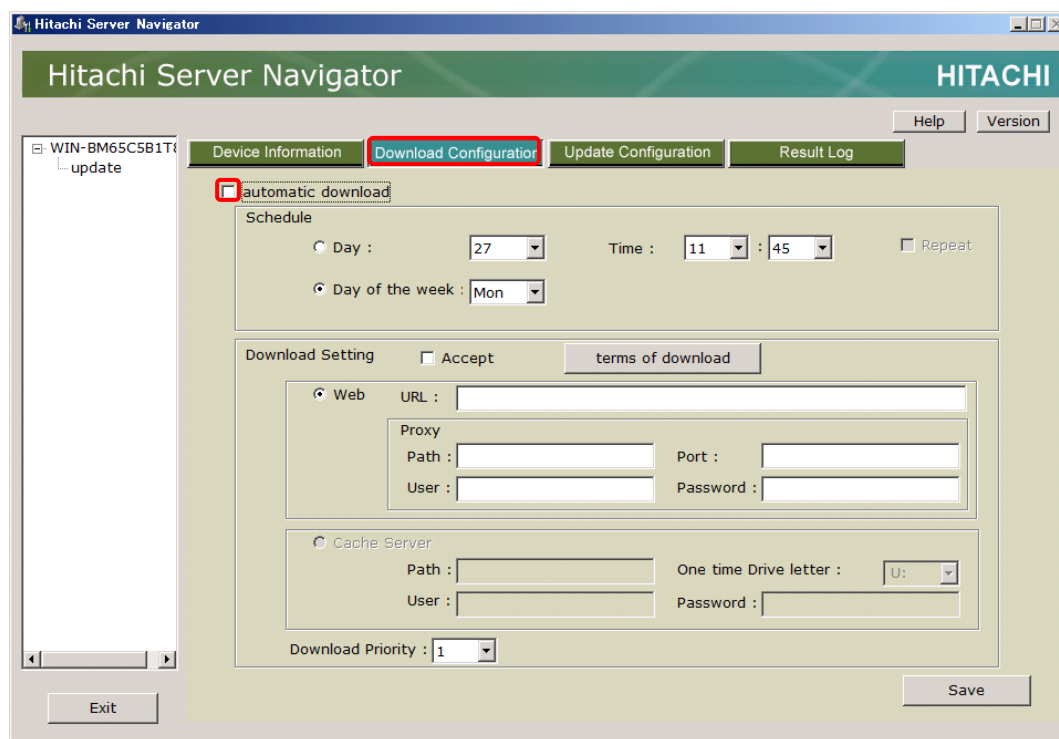 Hitachi Server Navigator
Hitachi Server Navigator HITACHI
Help Version
WIN-BM65C5B1T8
update
Device Information Download Configuration Update Configuration Result Log
automatic download
Schedule
Day : 27 Time : 11 : 45 Repeat
Day of the week : Mon
Download Setting Accept terms of download
Web URL :
Proxy
Path : Port :
User : Password :
Cache Server
Path : One time Drive letter : U:
User : Password :
Download Priority : 1
Save
Exit